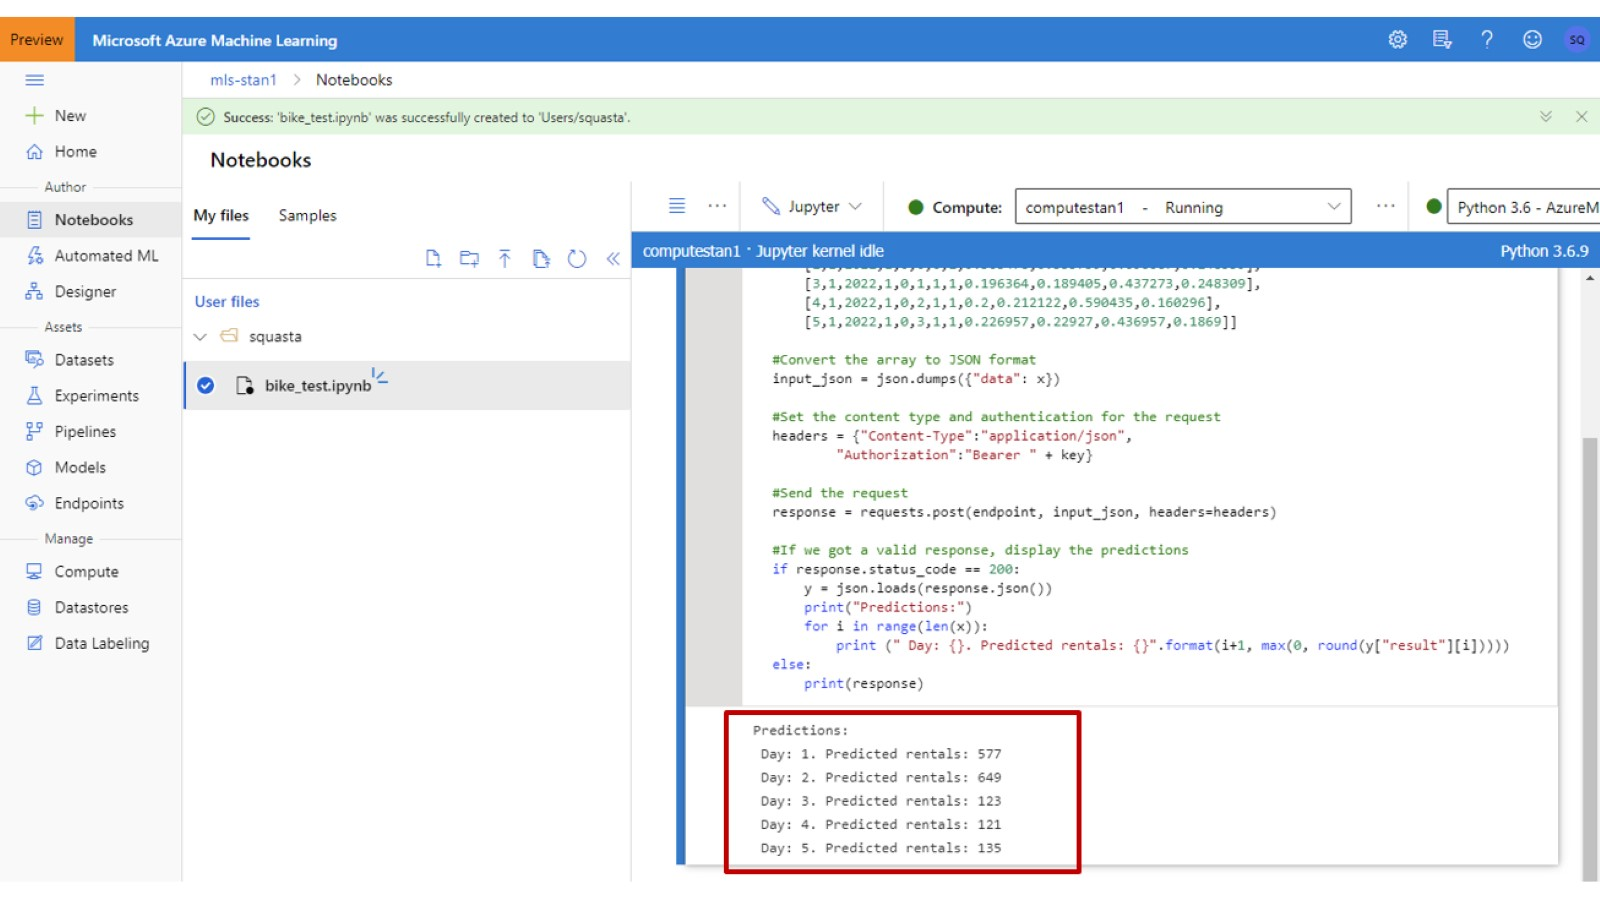 Preview
Microsoft Azure Machine Learning
SQ
mls-stan1 > Notebooks
New
Home
Author
Notebooks
Automated ML
Designer
Assets
Datasets
Experiments
Pipelines
Models
Endpoints
Manage
Compute
Datastores
Data Labeling
Success: 'bike_test.ipynb' was successfully created to 'Users/squasta'.
Notebooks
My files Samples
User files
squasta
bike_test.ipynb
Jupyter
Compute: computestan1 - Running
Python 3.6 - AzureM
computestan1 · Jupyter kernel idle
Python 3.6.9
[3,1,2022,1,0,1,1,1,0.196364,0.189405,0.437273,0.248309],
[4,1,2022,1,0,2,1,1,0.2,0.212122,0.590435,0.160296],
[5,1,2022,1,0,3,1,1,0.226957,0.22927,0.436957,0.1869]]
#Convert the array to JSON format
input_json = json.dumps({"data": x})
#Set the content type and authentication for the request
headers = {"Content-Type":"application/json",
"Authorization":"Bearer " + key}
#Send the request
response = requests.post(endpoint, input_json, headers=headers)
#If we got a valid response, display the predictions
if response.status_code == 200:
y = json.loads(response.json())
print("Predictions:")
for i in range(len(x)):
print (" Day: {}. Predicted rentals: {}".format(i+1, max(0, round(y["result"][i]))))
else:
print(response)
Predictions:
Day: 1. Predicted rentals: 577
Day: 2. Predicted rentals: 649
Day: 3. Predicted rentals: 123
Day: 4. Predicted rentals: 121
Day: 5. Predicted rentals: 135